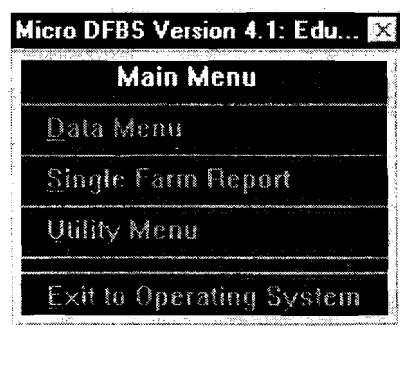 Micro DFBS Version 4.1: Edu...
Main Menu
Data Menu
Single Farm Report
Utility Menu
Exit to Operating System